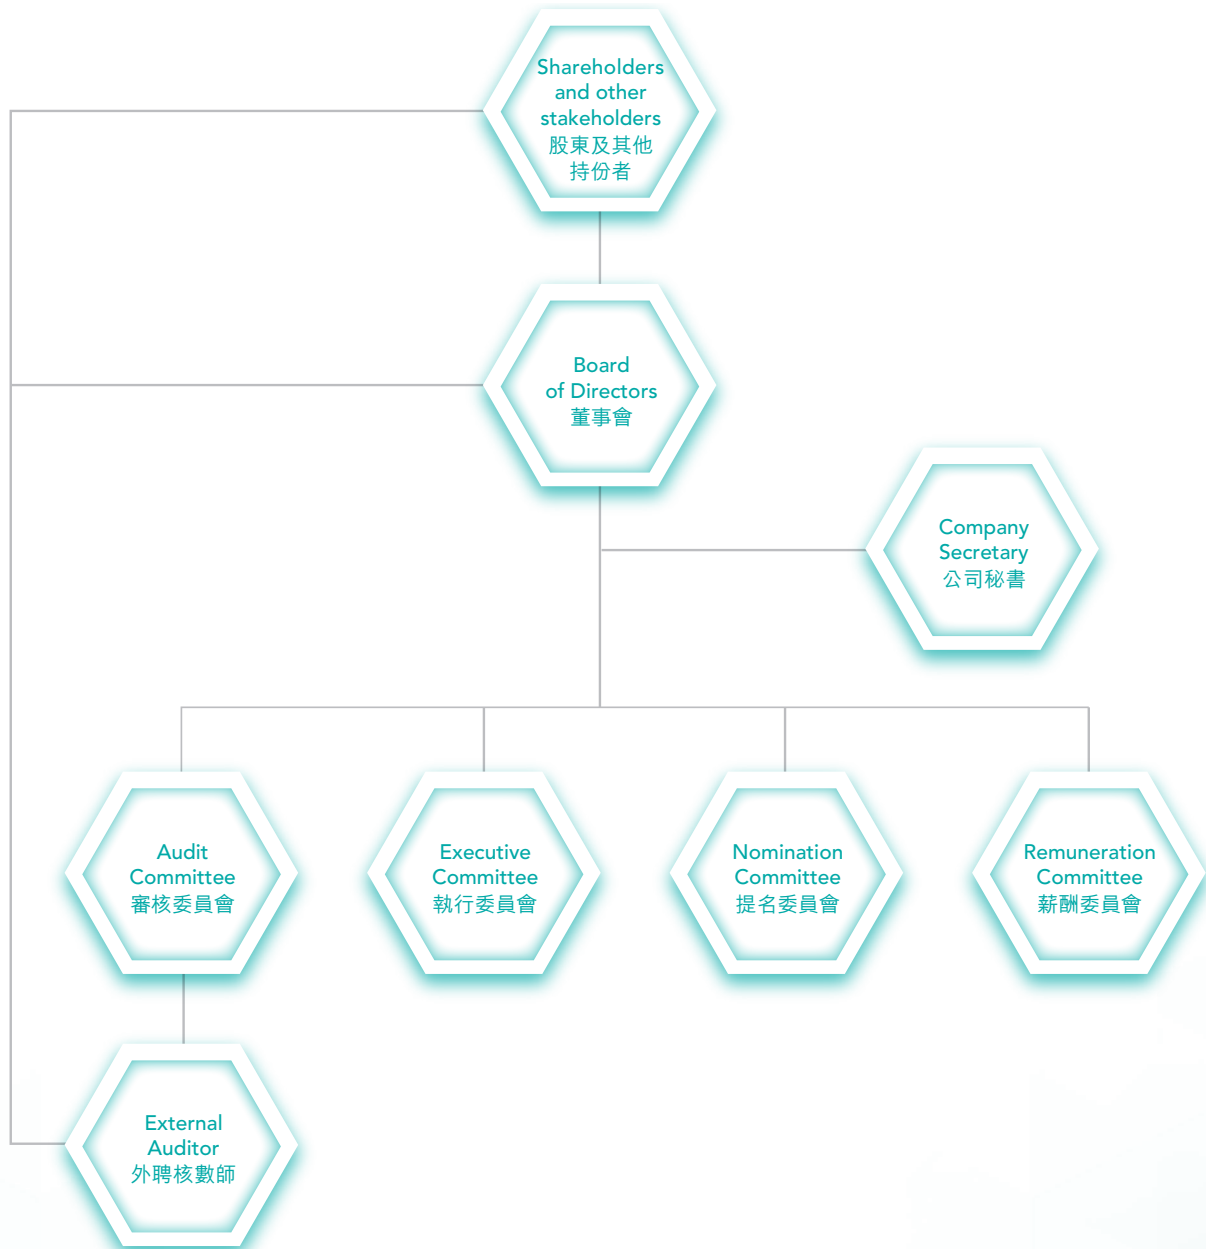 Shareholders
and other
stakeholders
股東及其他
持份者
Board
of Directors
董事會
Company
Secretary
公司秘書
Audit
Committee
審核委員會
Executive
Committee
執行委員會
Nomination
Committee
提名委員會
Remuneration
Committee
薪酬委員會
External
Auditor
外聘核數師